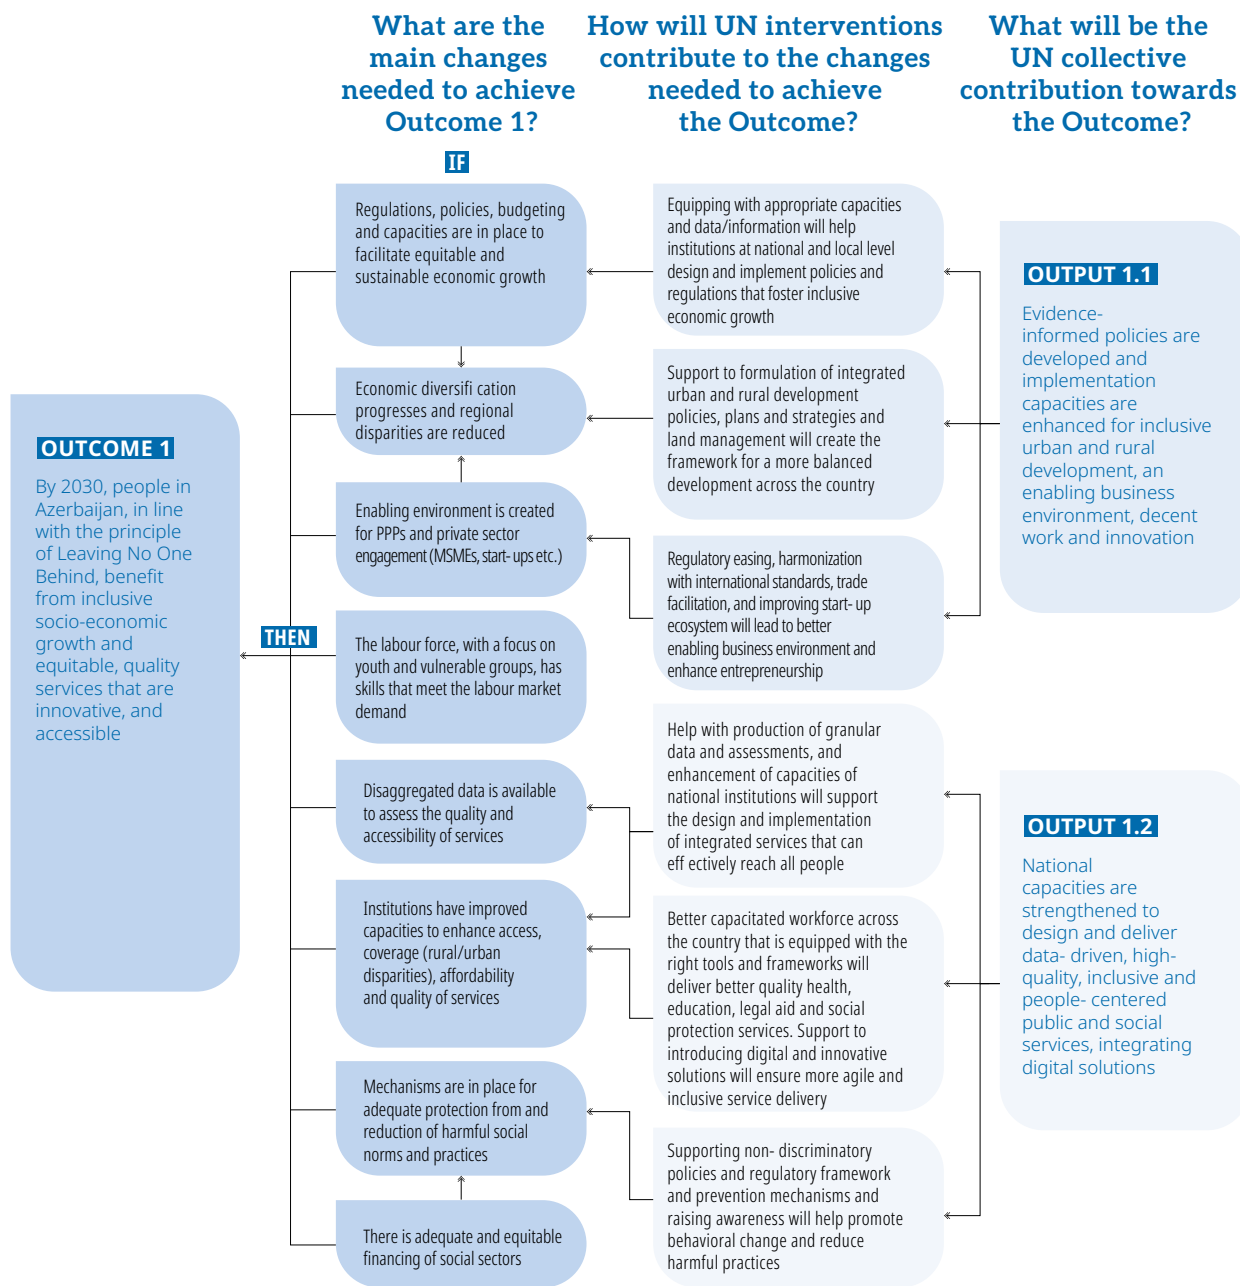 What are the
main changes
needed to achieve
Outcome 1?
How will UN interventions
contribute to the changes
needed to achieve
the Outcome?
What will be the
UN collective
contribution towards
the Outcome?
IF
OUTCOME 1
By 2030, people in
Azerbaijan, in line
with the principle
of Leaving No One
Behind, benefit
from inclusive
socio-economic
growth and
equitable, quality
services that are
innovative, and
accessible
THEN
Regulations, policies, budgeting
and capacities are in place to
facilitate equitable and
sustainable economic growth
Economic diversifi cation
progresses and regional
disparities are reduced
Enabling environment is created
for PPPs and private sector
engagement (MSMEs, start- ups etc.)
The labour force, with a focus on
youth and vulnerable groups, has
skills that meet the labour market
demand
Disaggregated data is available
to assess the quality and
accessibility of services
Institutions have improved
capacities to enhance access,
coverage (rural/urban
disparities), affordability
and quality of services
Mechanisms are in place for
adequate protection from and
reduction of harmful social
norms and practices
There is adequate and equitable
financing of social sectors
Equipping with appropriate capacities
and data/information will help
institutions at national and local level
design and implement policies and
regulations that foster inclusive
economic growth
Support to formulation of integrated
urban and rural development
policies, plans and strategies and
land management will create the
framework for a more balanced
development across the country
Regulatory easing, harmonization
with international standards, trade
facilitation, and improving start- up
ecosystem will lead to better
enabling business environment and
enhance entrepreneurship
Help with production of granular
data and assessments, and
enhancement of capacities of
national institutions will support
the design and implementation
of integrated services that can
eff ectively reach all people
Better capacitated workforce across
the country that is equipped with the
right tools and frameworks will
deliver better quality health,
education, legal aid and social
protection services. Support to
introducing digital and innovative
solutions will ensure more agile and
inclusive service delivery
Supporting non- discriminatory
policies and regulatory framework
and prevention mechanisms and
raising awareness will help promote
behavioral change and reduce
harmful practices
OUTPUT 1.1
Evidence-
informed policies are
developed and
implementation
capacities are
enhanced for inclusive
urban and rural
development, an
enabling business
environment, decent
work and innovation
OUTPUT 1.2
National
capacities are
strengthened to
design and deliver
data- driven, high-
quality, inclusive and
people- centered
public and social
services, integrating
digital solutions